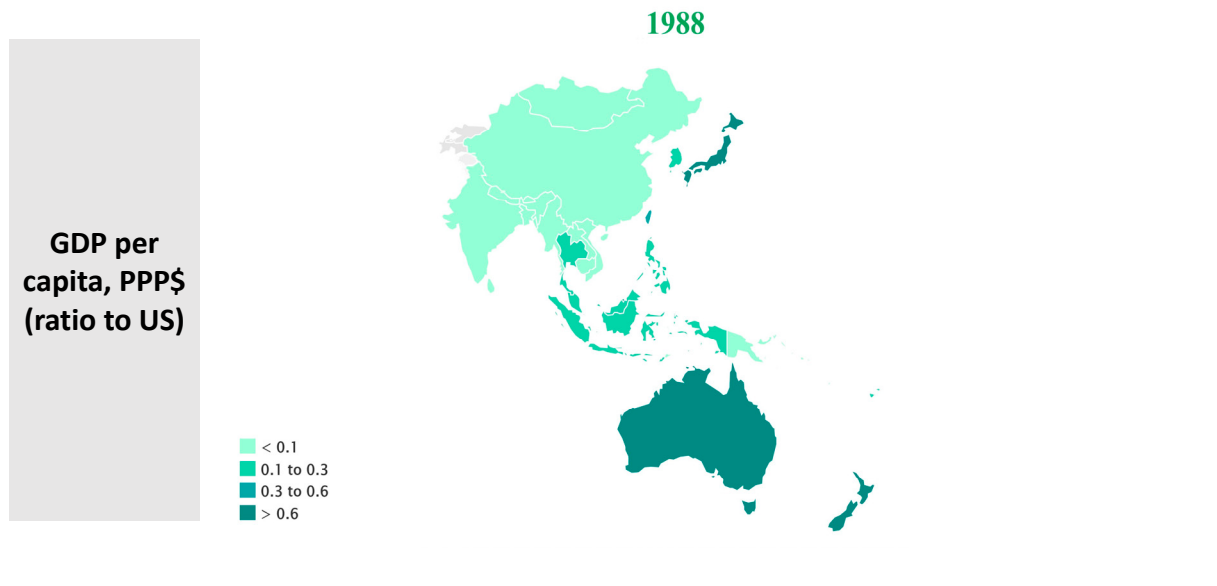 1988
GDP per
capita, PPP$
(ratio to US)
< 0.1
0.1 to 0.3
0.3 to 0.6
> 0.6